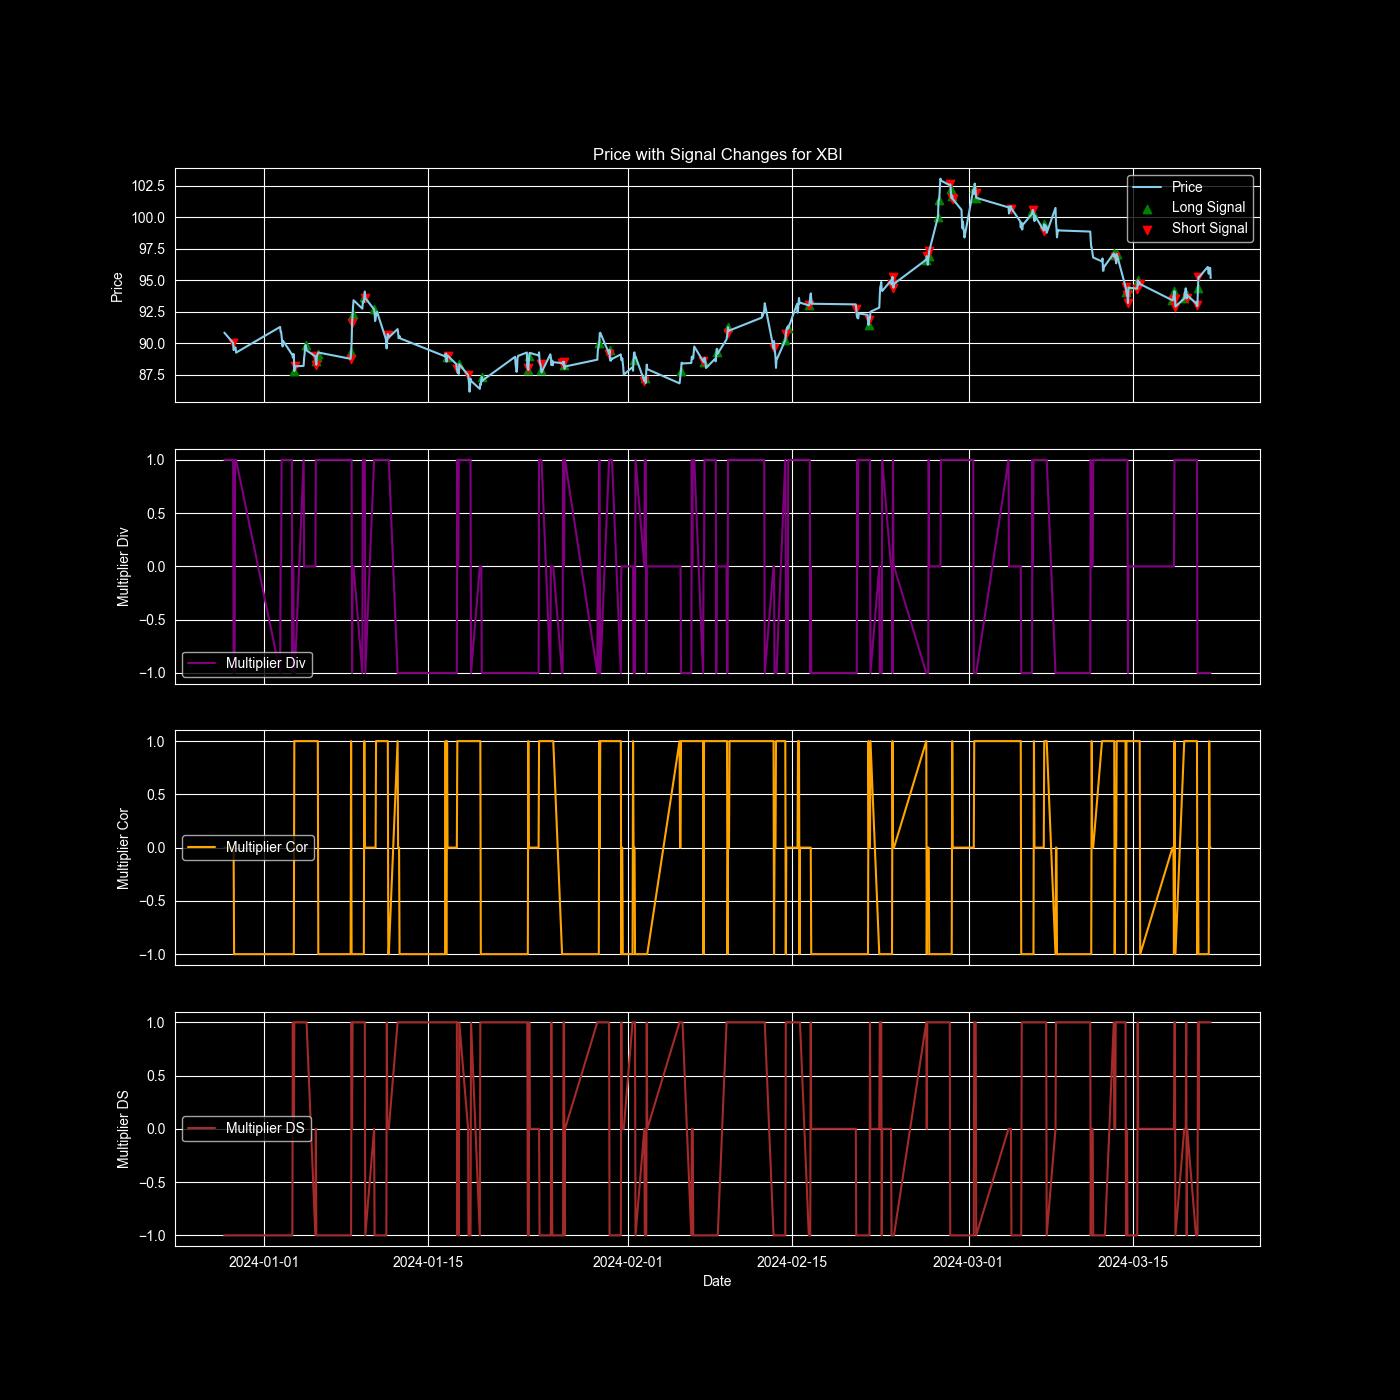 Price with Signal Changes for XBI
102.5
100.0
97.5
95.0
92.5
90.0
87.5
Price
Price
Long Signal
Short Signal
1.0
0.5
0.0
−0.5
−1.0
Multiplier Div
Multiplier Div
1.0
0.5
0.0
−0.5
−1.0
Multiplier Cor
Multiplier Cor
1.0
0.5
0.0
−0.5
−1.0
Multiplier DS
Multiplier DS
2024-01-01 2024-01-15 2024-02-01 2024-02-15 2024-03-01 2024-03-15
Date